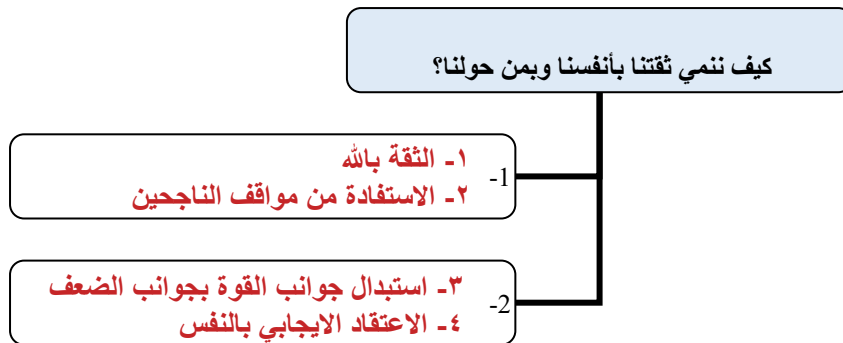 كيف ننمي ثقتنا بأنفسنا وبمن حولنا؟
1-
١- الثقة بالله
٢- الاستفادة من مواقف الناجحين
2-
٣- استبدال جوانب القوة بجوانب الضعف
٤- الاعتقاد الايجابي بالنفس